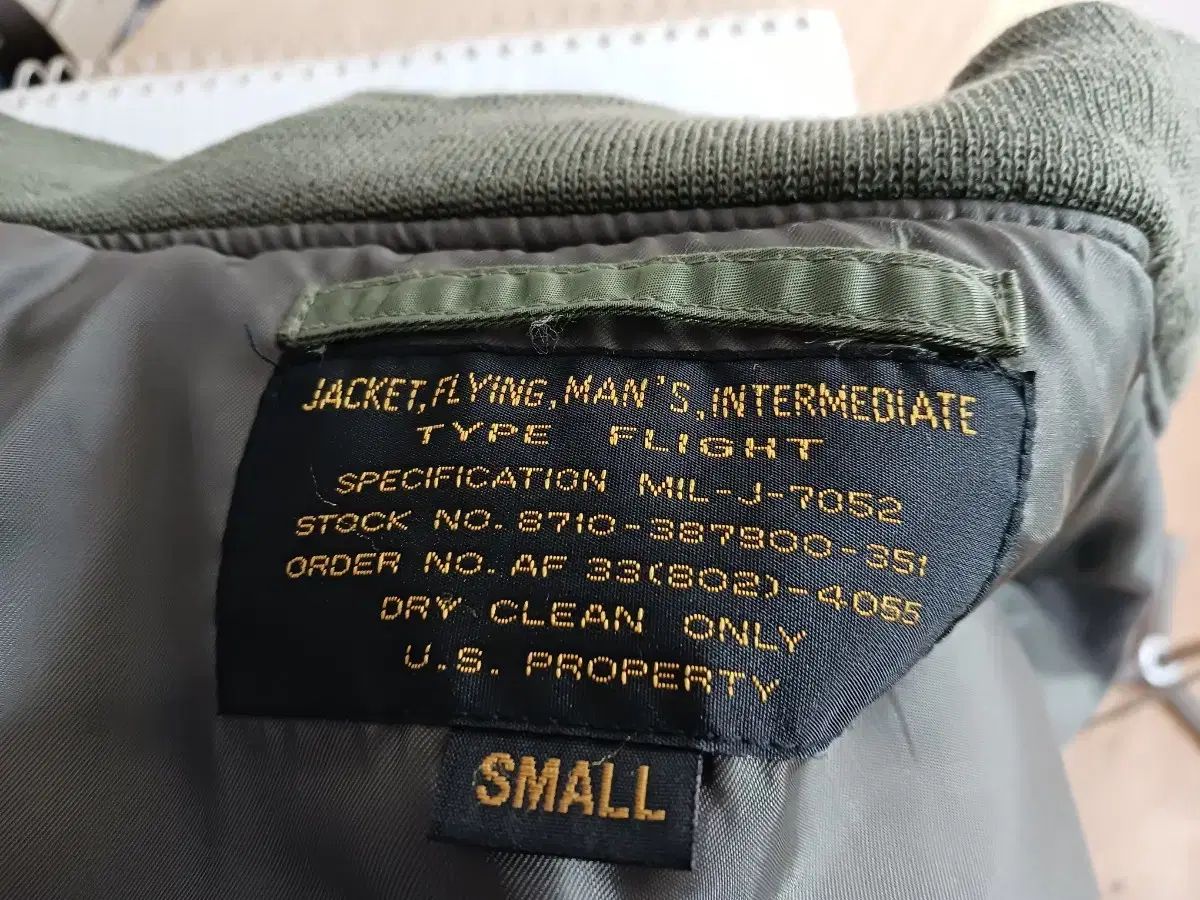 JACKET, FLYING, MAN'S, INTERMEDIATE
TYPE FLIGHT
SPECIFICATION MIL-J-7052
STOCK NO. 8710-387900-351
ORDER NO. AF 33(802)-4055
DRY CLEAN ONLY
U.S. PROPERTY
SMALL